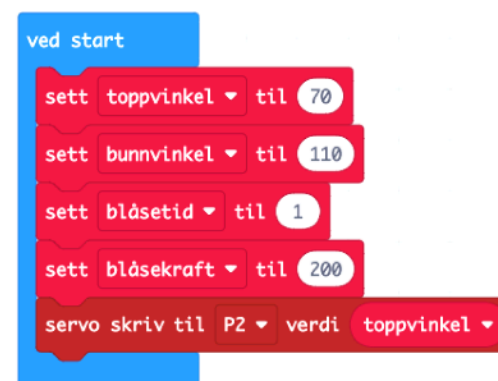 ved start
sett toppvinkel til 70
sett bunnvinkel til 110
sett blåsetid til 1
sett blåsekraft til 200
servo skriv til P2 verdi toppvinkel